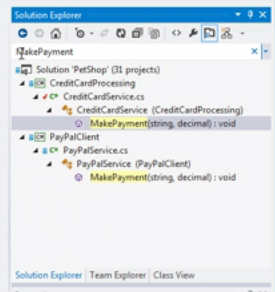 Solution Explorer
MakePayment
Solution 'PetShop' (31 projects)
CreditCardProcessing
CreditCardService.cs
CreditCardService (CreditCardProcessing)
MakePayment(string, decimal) : void
PayPalClient
PayPalService.cs
PayPalService (PayPalClient)
MakePayment(string, decimal) : void
Solution Explorer Team Explorer Class View